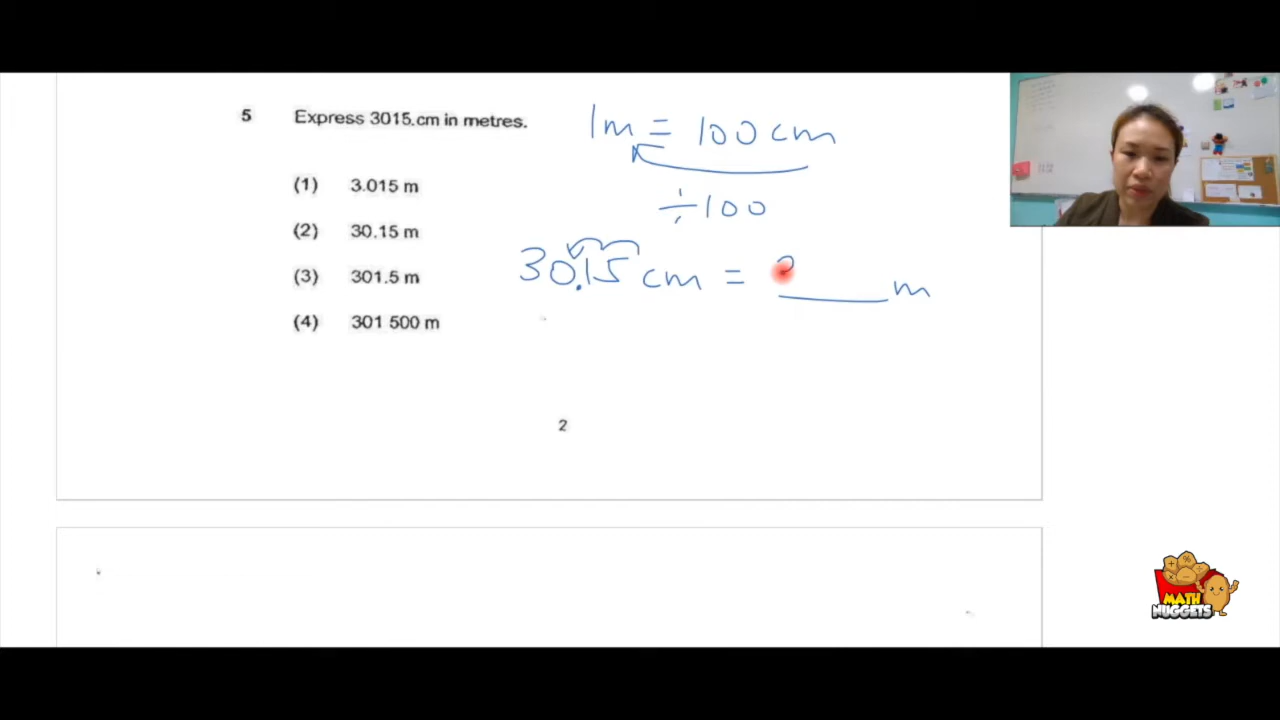 5 Express 3015.cm in metres.
1m = 100 cm
÷100
(1) 3.015 m
(2) 30.15 m
(3) 301.5 m
(4) 301 500 m
30.15 cm = ____ m
2
MATH
NUGGETS